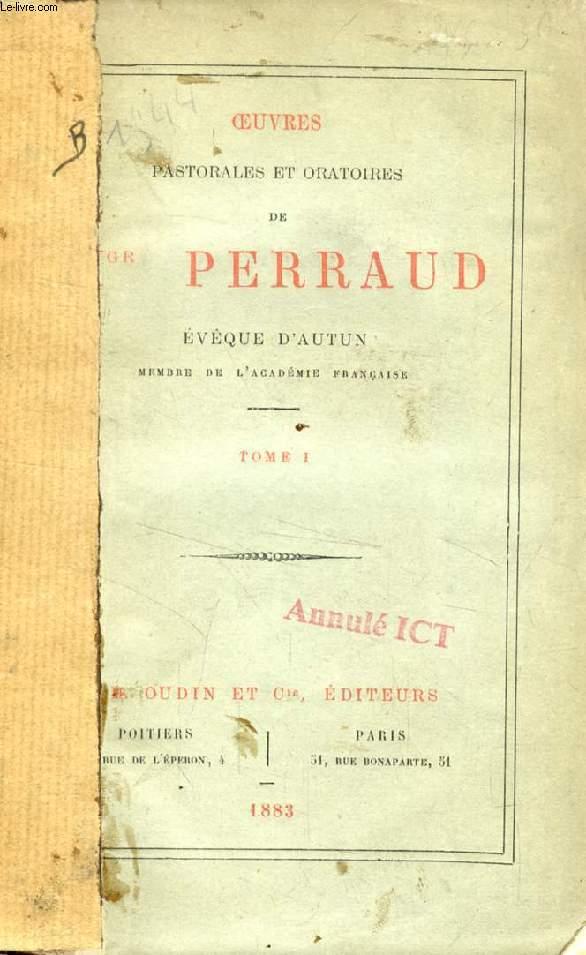 Le-livre.com
ŒUVRES
PASTORALES ET ORATOIRES
DE
GR PERRAUD
ÉVÊQUE D'AUTUN
MEMBRE DE L'ACADÉMIE FRANÇAISE
TOME I
Annulé ICT
OUDIN ET Cie, ÉDITEURS
POITIERS
RUE DE L'ÉPERON, 4
PARIS
51, RUE BONAPARTE, 51
1883